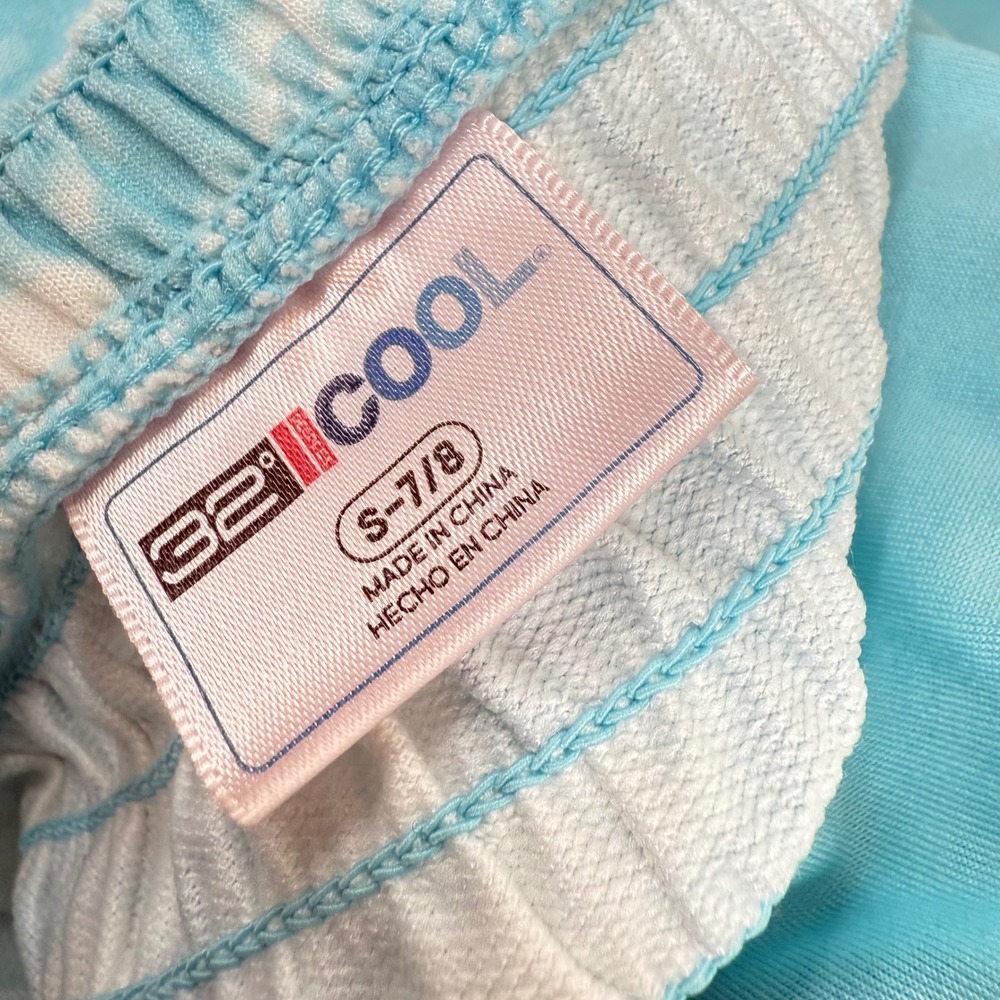 32° COOL®
S-7/8
MADE IN CHINA
HECHO EN CHINA